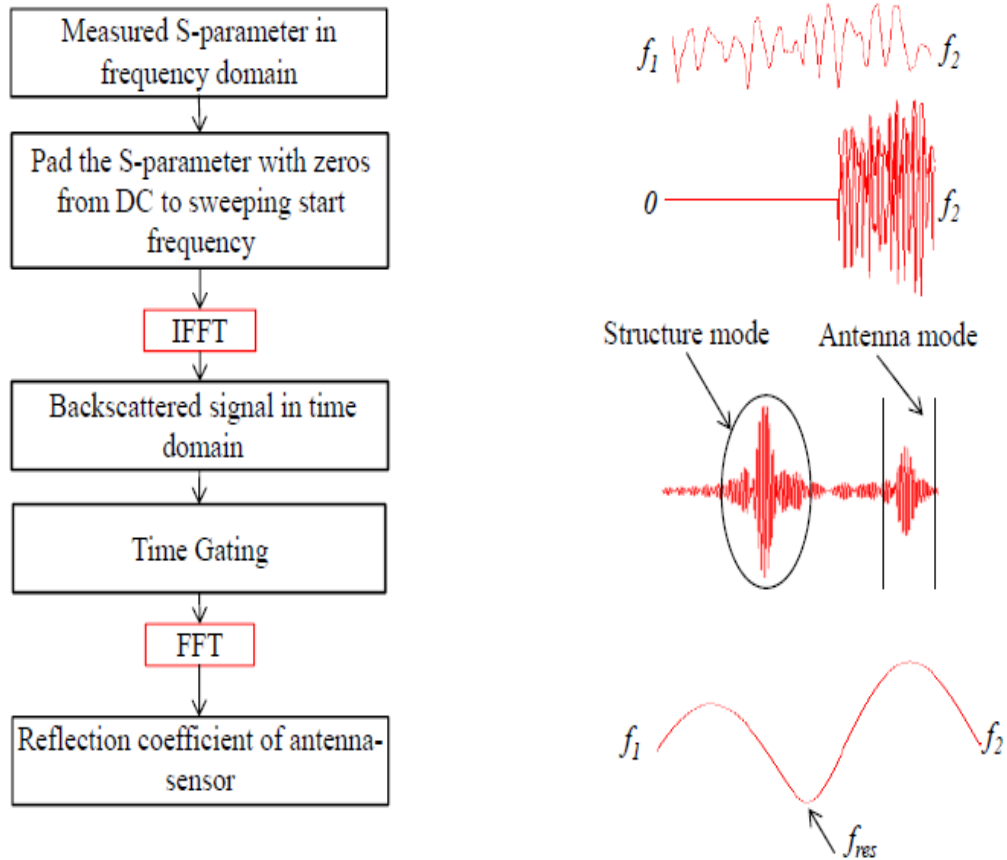 Measured S-parameter in
frequency domain
f1
f2
Pad the S-parameter with zeros
from DC to sweeping start
frequency
0
f2
IFFT
Structure mode
Antenna mode
Backscattered signal in time
domain
Time Gating
FFT
Reflection coefficient of antenna-
sensor
f1
f2
fres